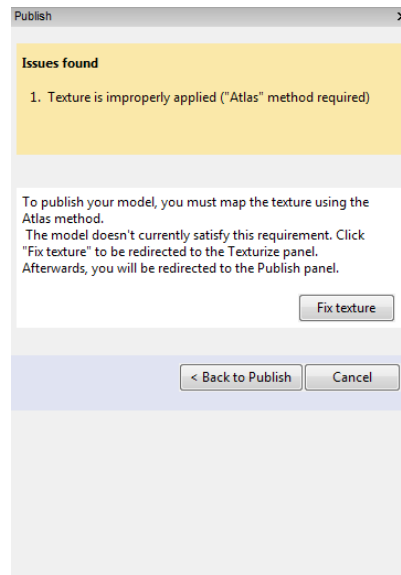 Publish
Issues found
1. Texture is improperly applied ("Atlas" method required)
To publish your model, you must map the texture using the
Atlas method.
The model doesn't currently satisfy this requirement. Click
"Fix texture" to be redirected to the Texturize panel.
Afterwards, you will be redirected to the Publish panel.
Fix texture
< Back to Publish
Cancel